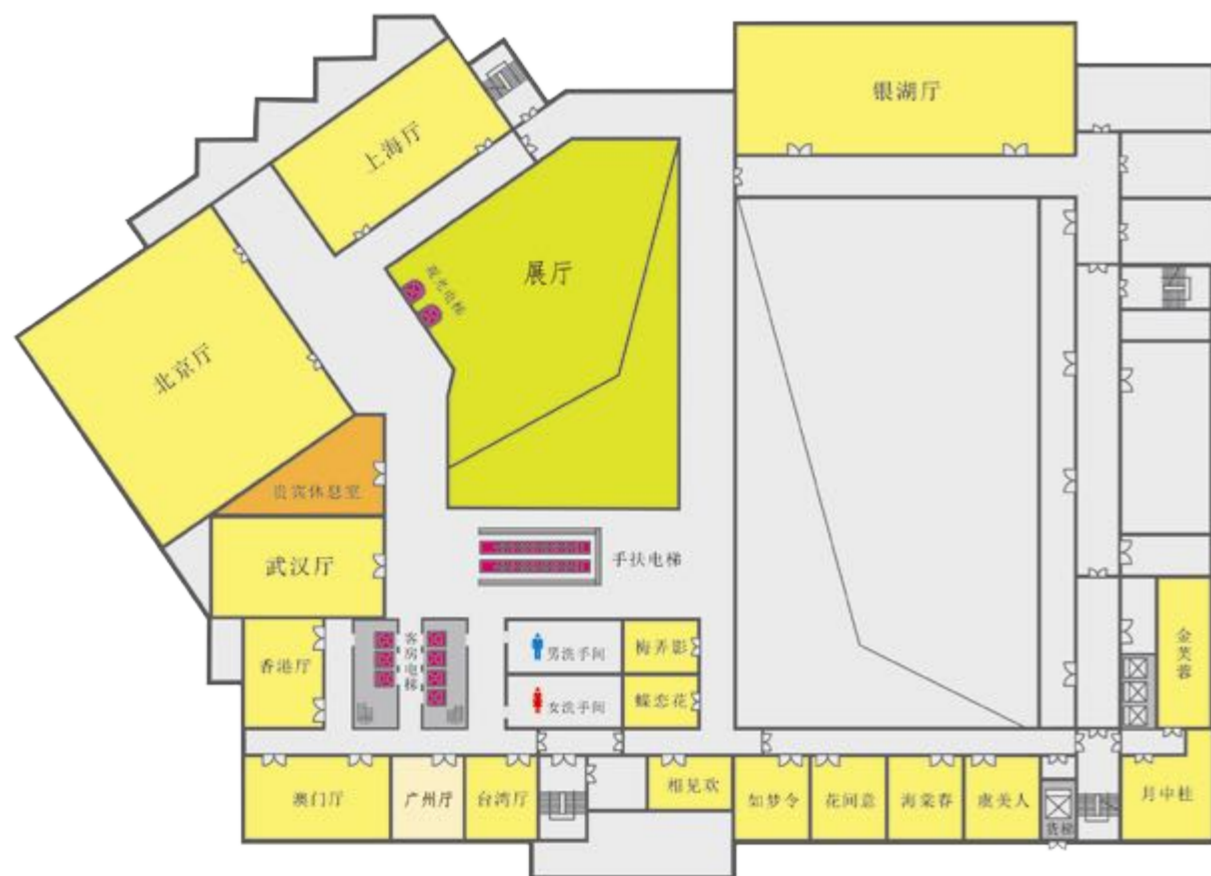 银湖厅
上海厅
展厅
观光电梯
北京厅
贵宾休息室
武汉厅
手扶电梯
香港厅
客房电梯
男洗手间
梅弄影
女洗手间
蝶恋花
金芙蓉
澳门厅
广州厅
台湾厅
相见欢
如梦令
花间意
海棠春
虞美人
货梯
月中桂